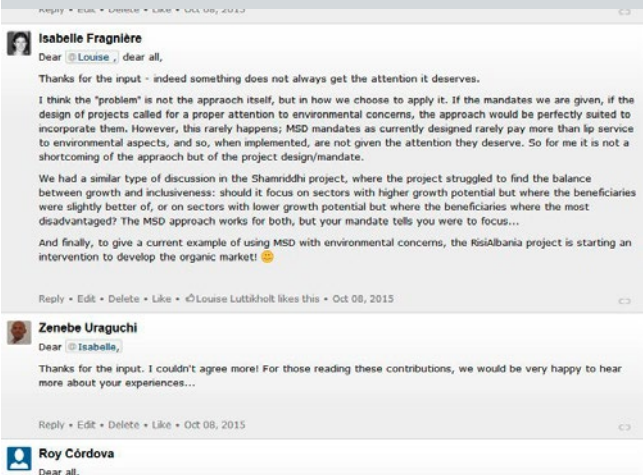 Reply • Edit • Delete • Like • Oct 08, 2015
Isabelle Fragnière
Dear @Louise , dear all,
Thanks for the input - indeed something does not always get the attention it deserves.
I think the "problem" is not the appraoch itself, but in how we choose to apply it. If the mandates we are given, if the
design of projects called for a proper attention to environmental concerns, the approach would be perfectly suited to
incorporate them. However, this rarely happens; MSD mandates as currently designed rarely pay more than lip service
to environmental aspects, and so, when implemented, are not given the attention they deserve. So for me it is not a
shortcoming of the appraoch but of the project design/mandate.
We had a similar type of discussion in the Shamriddhi project, where the project struggled to find the balance
between growth and inclusiveness: should it focus on sectors with higher growth potential but where the beneficiaries
were slightly better of, or on sectors with lower growth potential but where the beneficiaries where the most
disadvantaged? The MSD approach works for both, but your mandate tells you were to focus...
And finally, to give a current example of using MSD with environmental concerns, the RisiAlbania project is starting an
intervention to develop the organic market! 😊
Reply • Edit • Delete • Like • Louise Luttikholt likes this • Oct 08, 2015
Zenebe Uraguchi
Dear @Isabelle,
Thanks for the input. I couldn't agree more! For those reading these contributions, we would be very happy to hear
more about your experiences...
Reply • Edit • Delete • Like • Oct 08, 2015
Roy Córdova
Dear all,